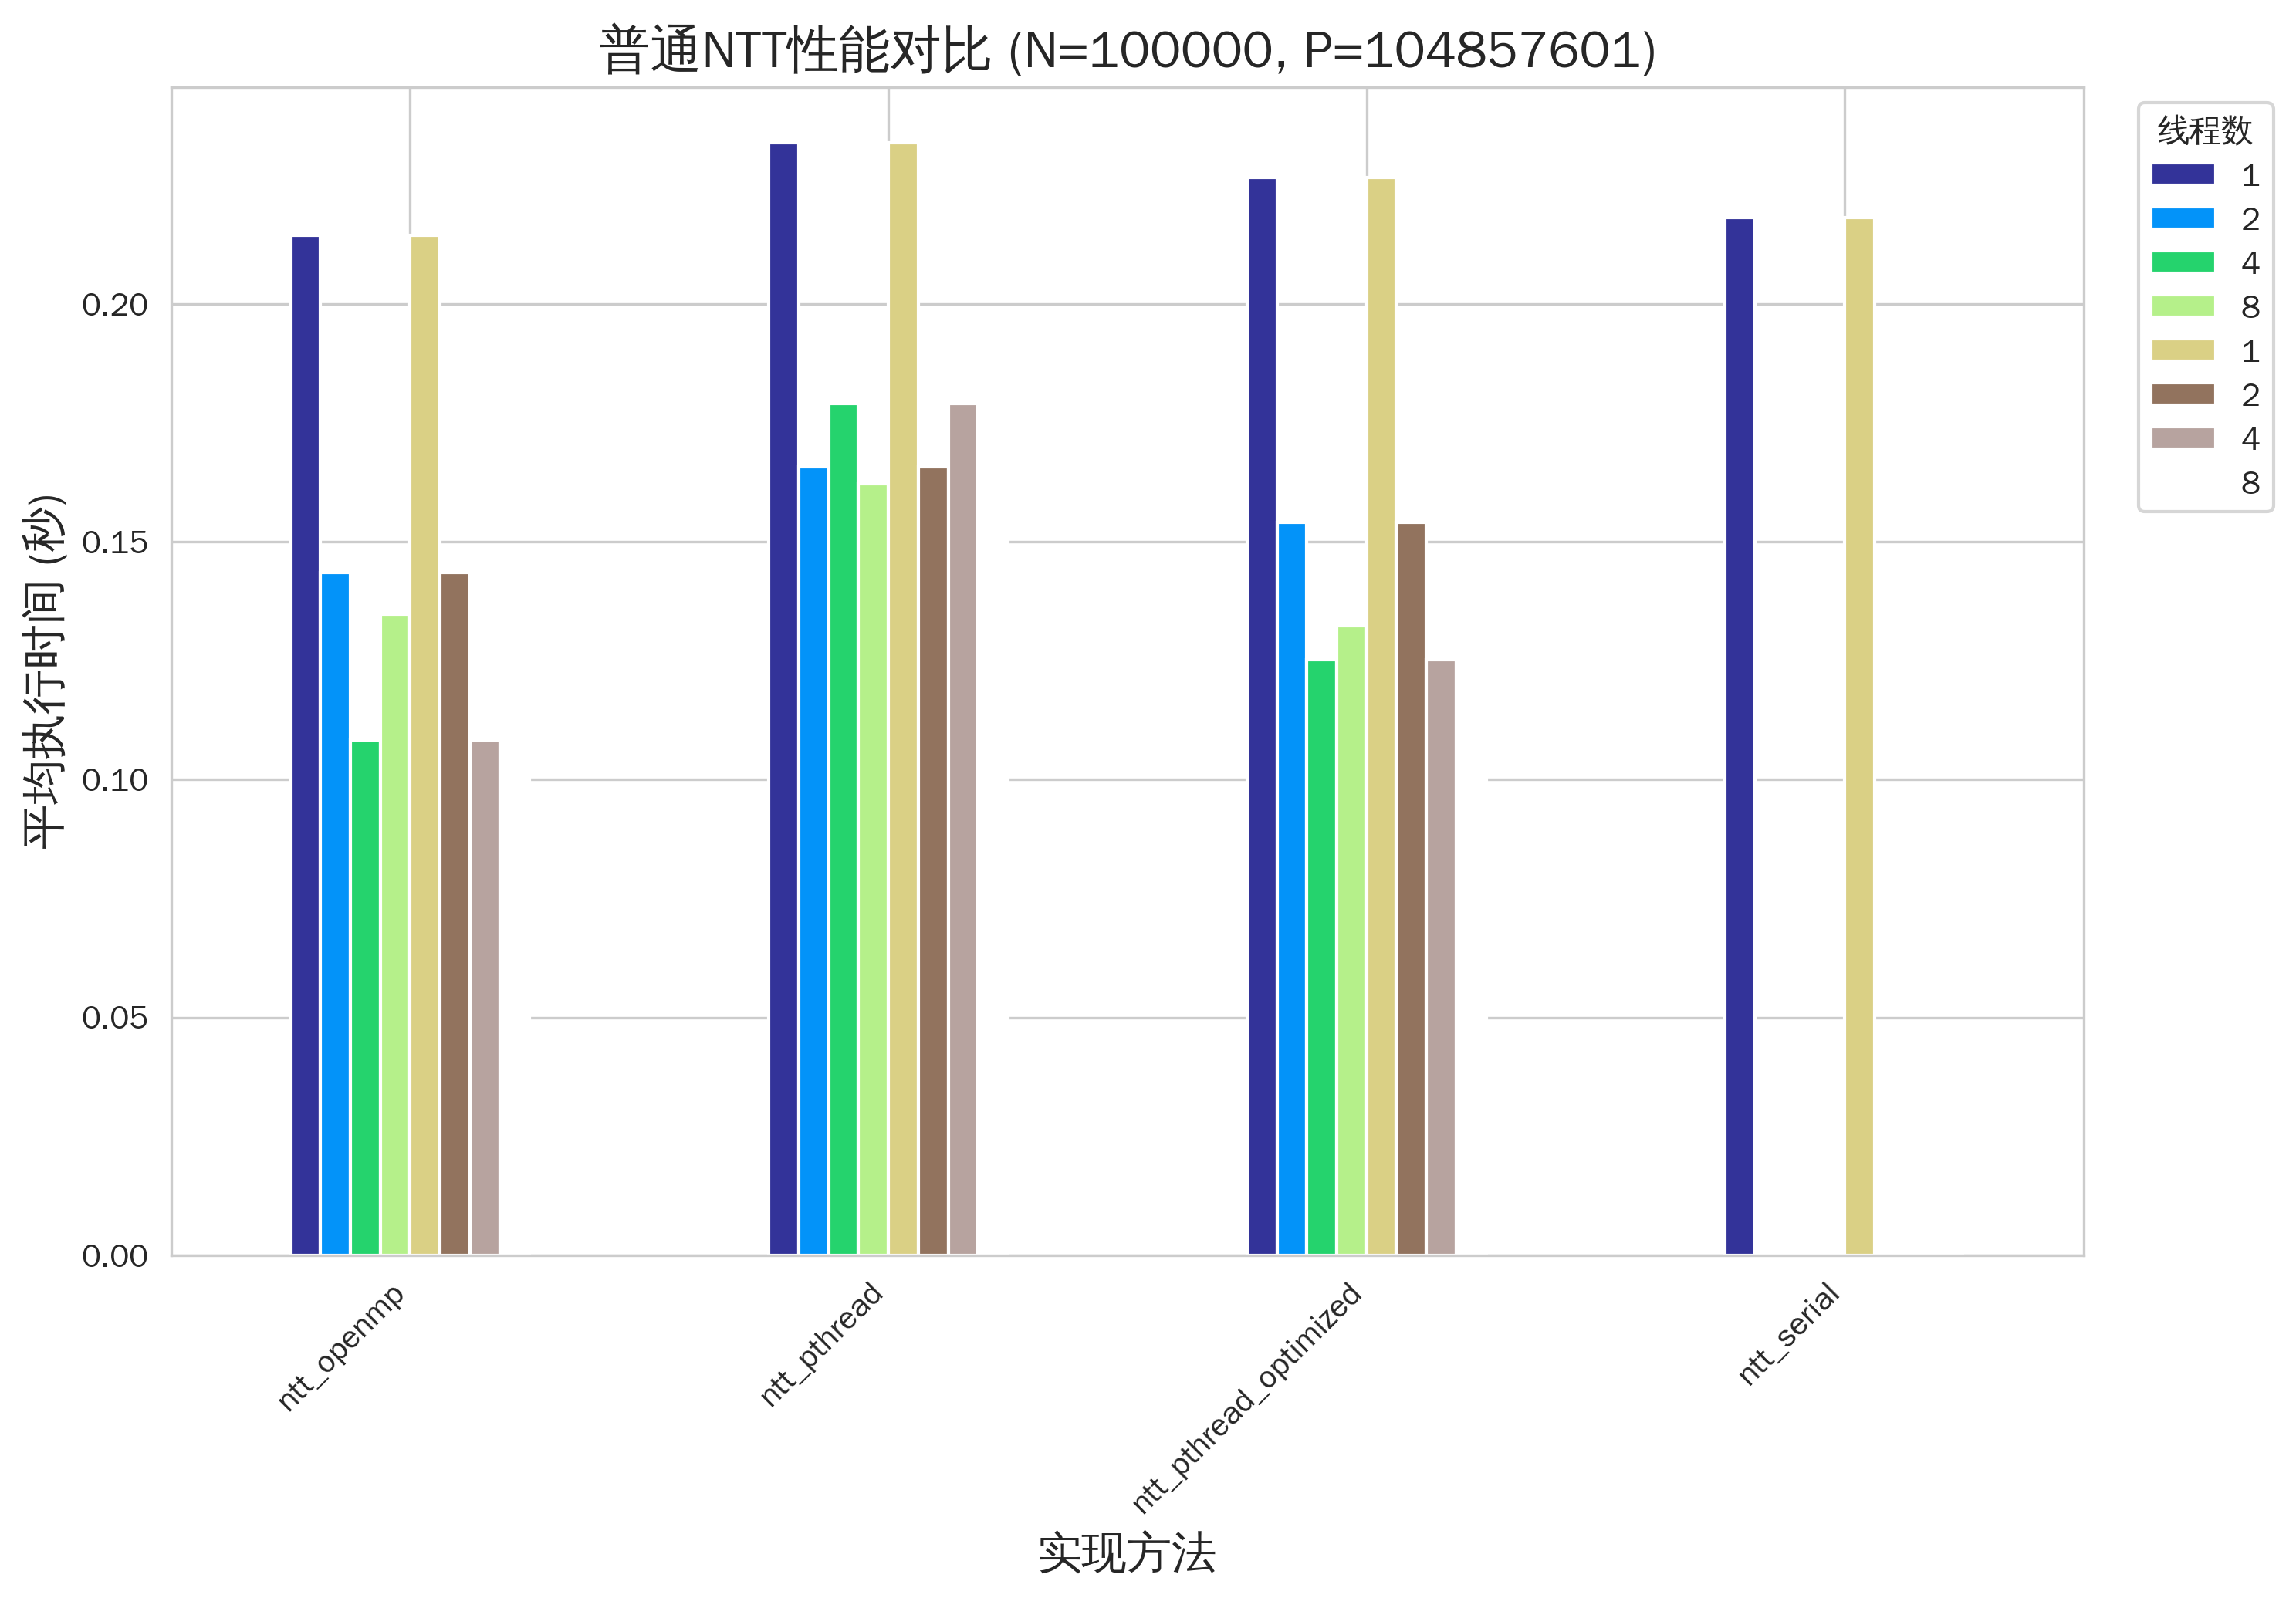 普通NTT性能对比 (N=100000, P=104857601)
平均执行时间 (秒)
0.20
0.15
0.10
0.05
0.00
线程数
1
2
4
8
1
2
4
8
ntt_openmp
ntt_pthread
ntt_pthread_optimized
ntt_serial
实现方法